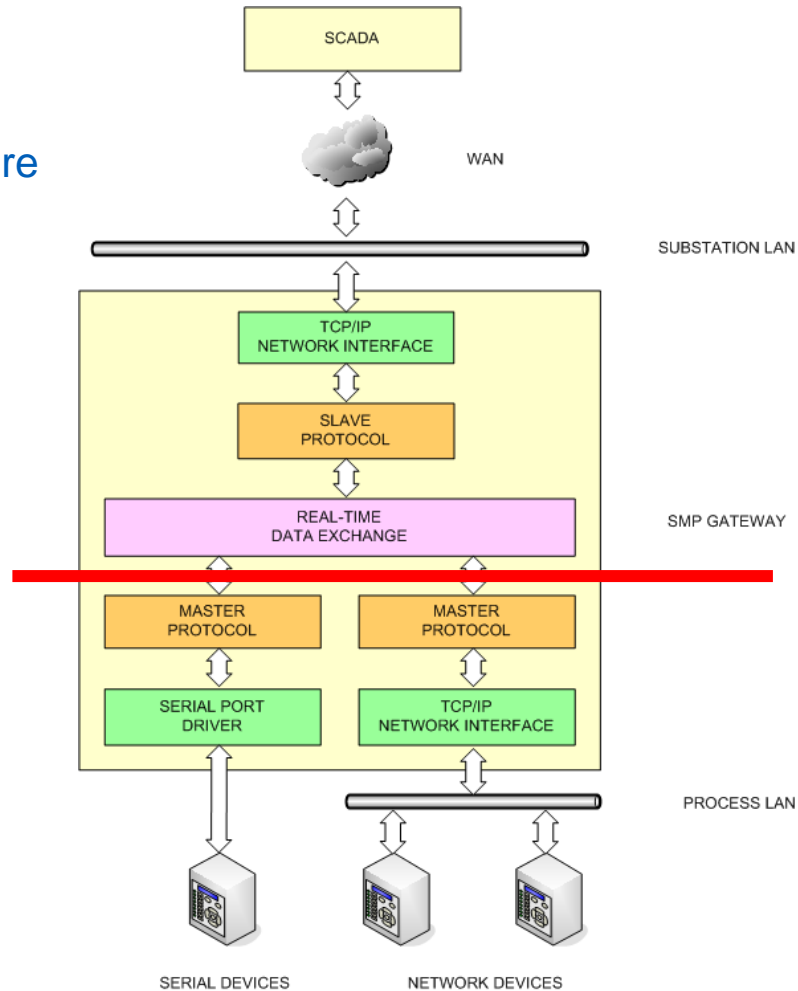 SCADA
re
WAN
SUBSTATION LAN
TCP/IP
NETWORK INTERFACE
SLAVE
PROTOCOL
REAL-TIME
DATA EXCHANGE
SMP GATEWAY
MASTER
PROTOCOL
MASTER
PROTOCOL
SERIAL PORT
DRIVER
TCP/IP
NETWORK INTERFACE
PROCESS LAN
SERIAL DEVICES
NETWORK DEVICES